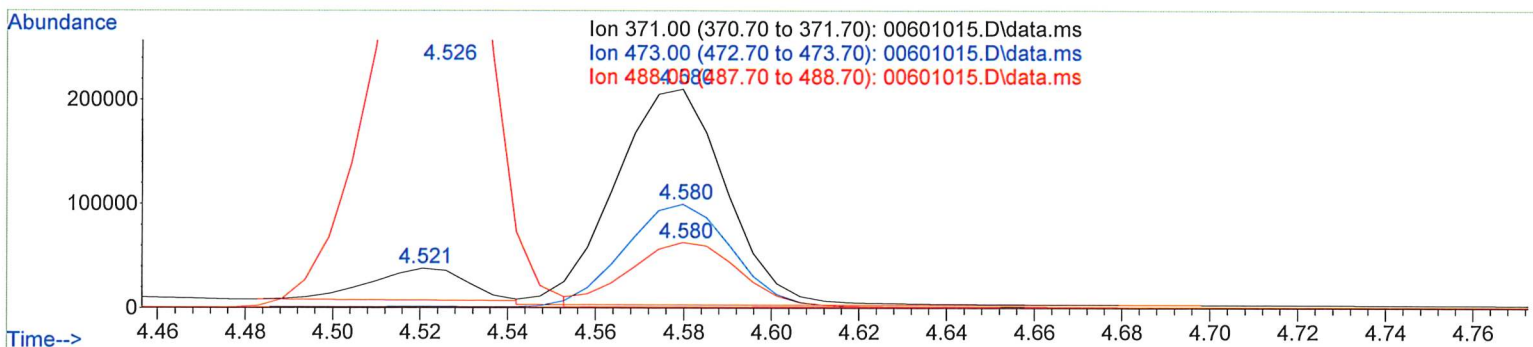 Abundance
Ion 371.00 (370.70 to 371.70): 00601015.D\data.ms
4.526
Ion 473.00 (472.70 to 473.70): 00601015.D\data.ms
4.580
Ion 488.00 (487.70 to 488.70): 00601015.D\data.ms
200000
4.580
100000
4.580
4.521
0
4.46 4.48 4.50 4.52 4.54 4.56 4.58 4.60 4.62 4.64 4.66 4.68 4.70 4.72 4.74 4.76
Time-->